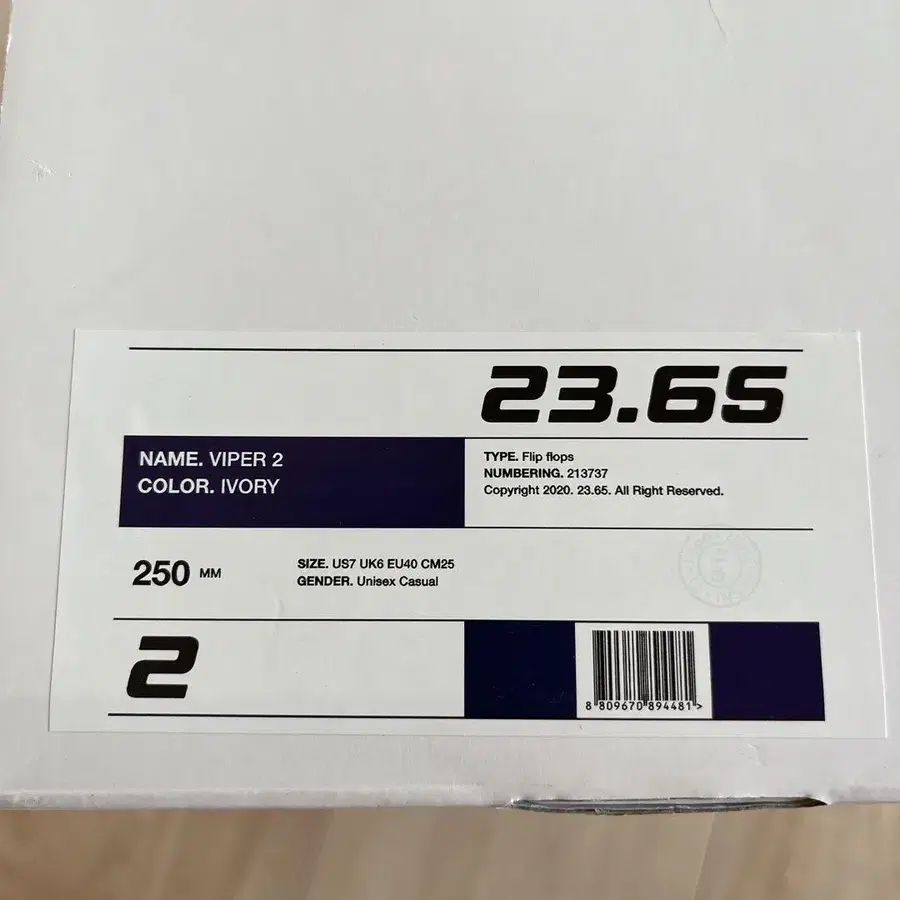 23.65
NAME. VIPER 2
COLOR. IVORY
TYPE. Flip flops
NUMBERING. 213737
Copyright 2020. 23.65. All Right Reserved.
250 MM
SIZE. US7 UK6 EU40 CM25
GENDER. Unisex Casual
2
8 809670 894481 >